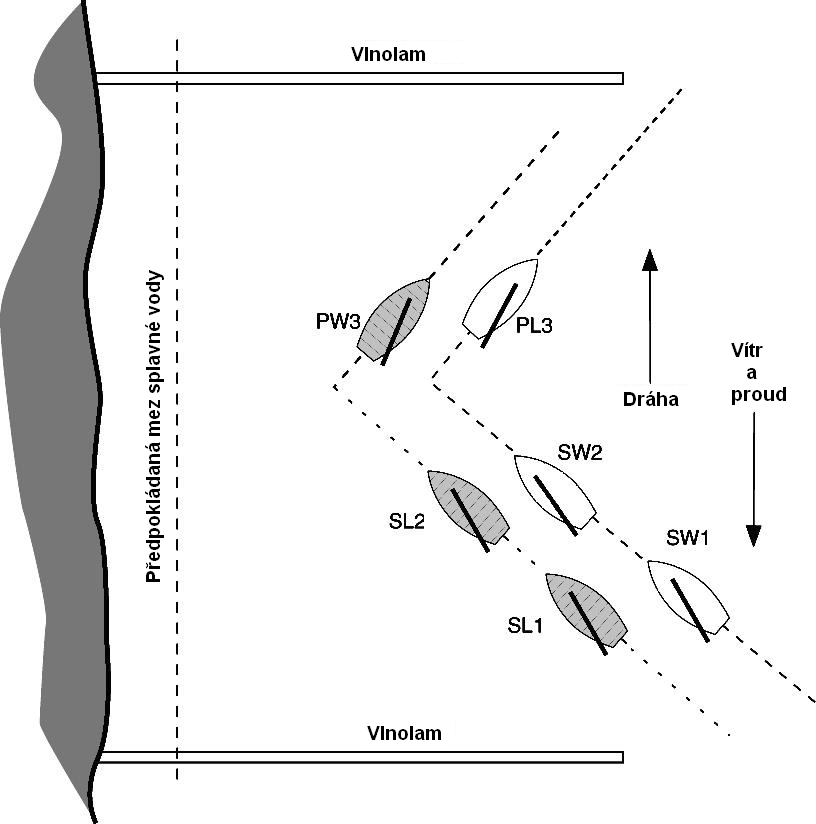 Vlnolam
Předpokládaná mez splavné vody
PW3
PL3
Dráha
Vítr
a
proud
SW2
SL2
SW1
SL1
Vlnolam